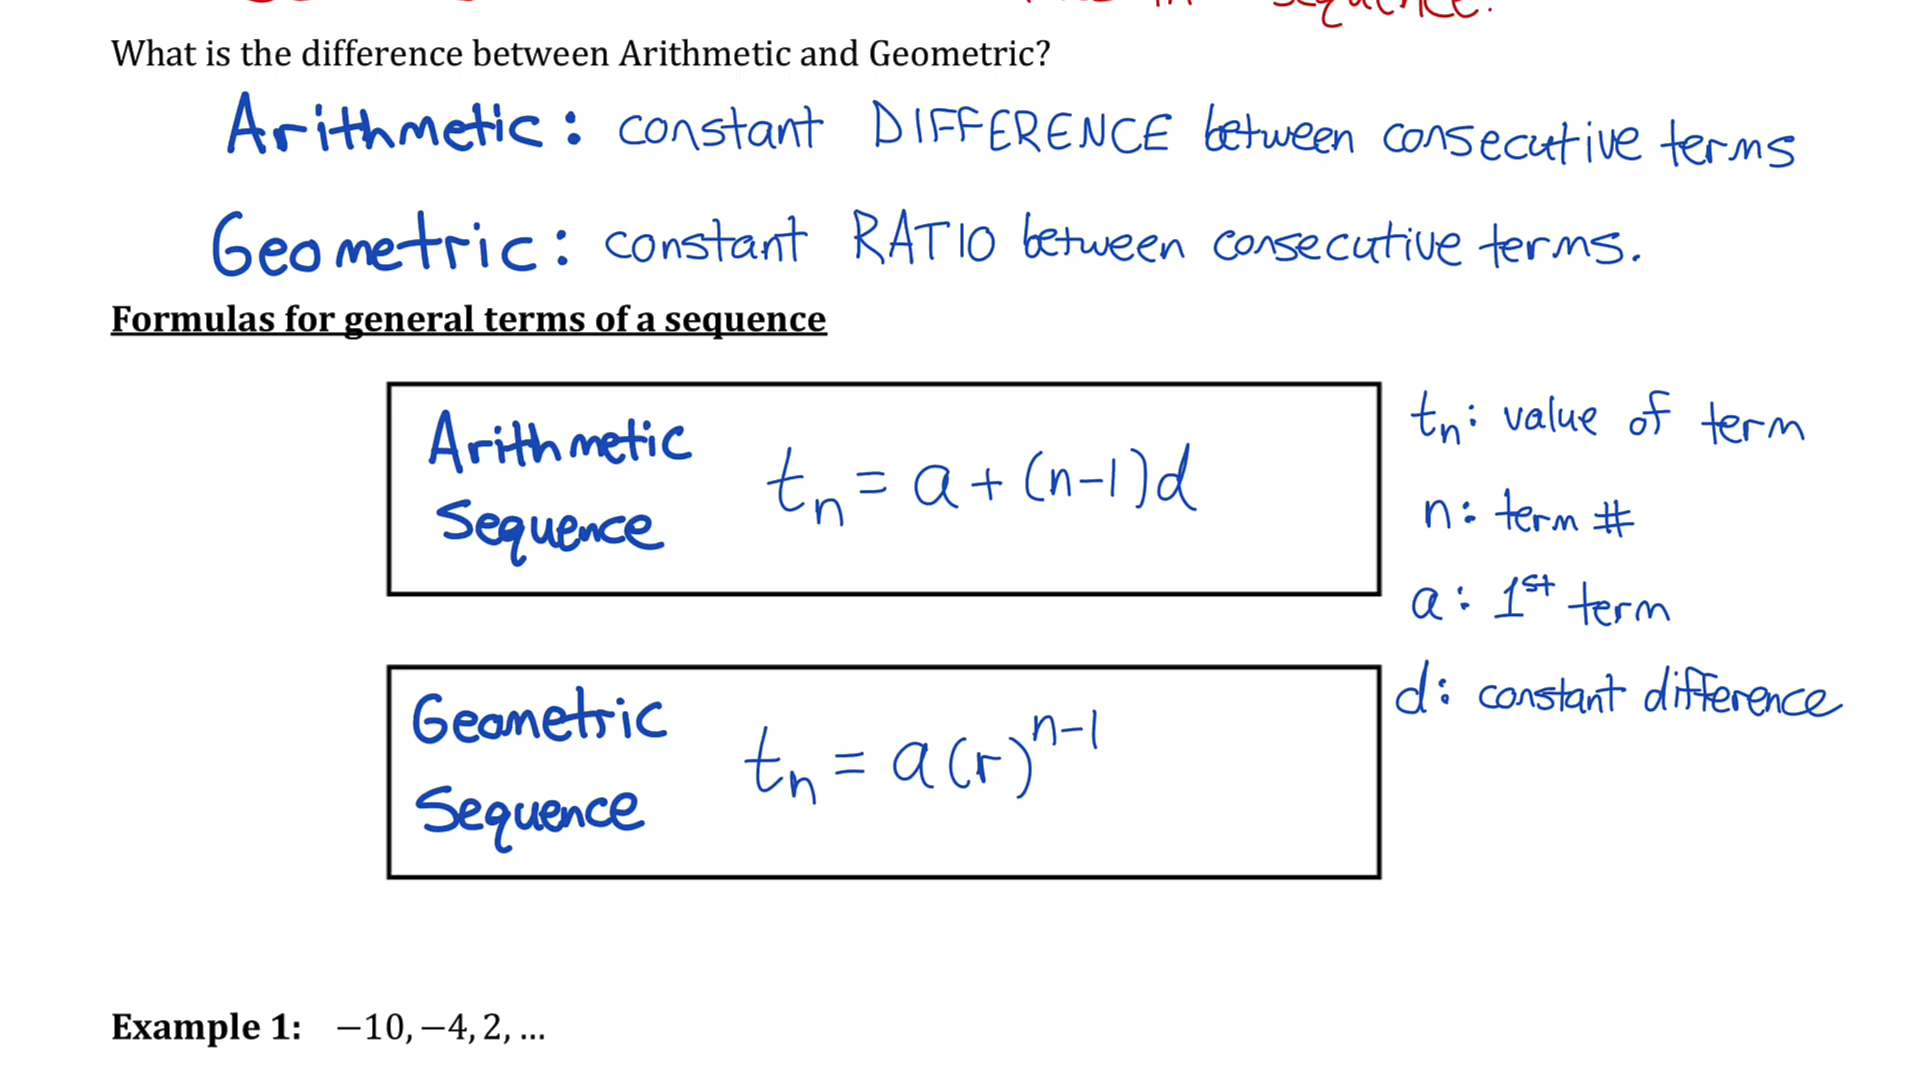 sequence.
What is the difference between Arithmetic and Geometric?
Arithmetic: constant DIFFERENCE between consecutive terms
Geometric: constant RATIO between consecutive terms.
Formulas for general terms of a sequence
Arithmetic
Sequence
tₙ = a + (n-1)d
tₙ: value of term
n: term #
a: 1st term
d: constant difference
Geometric
Sequence
tₙ = a(r)ⁿ⁻¹
Example 1: −10, −4, 2, ...